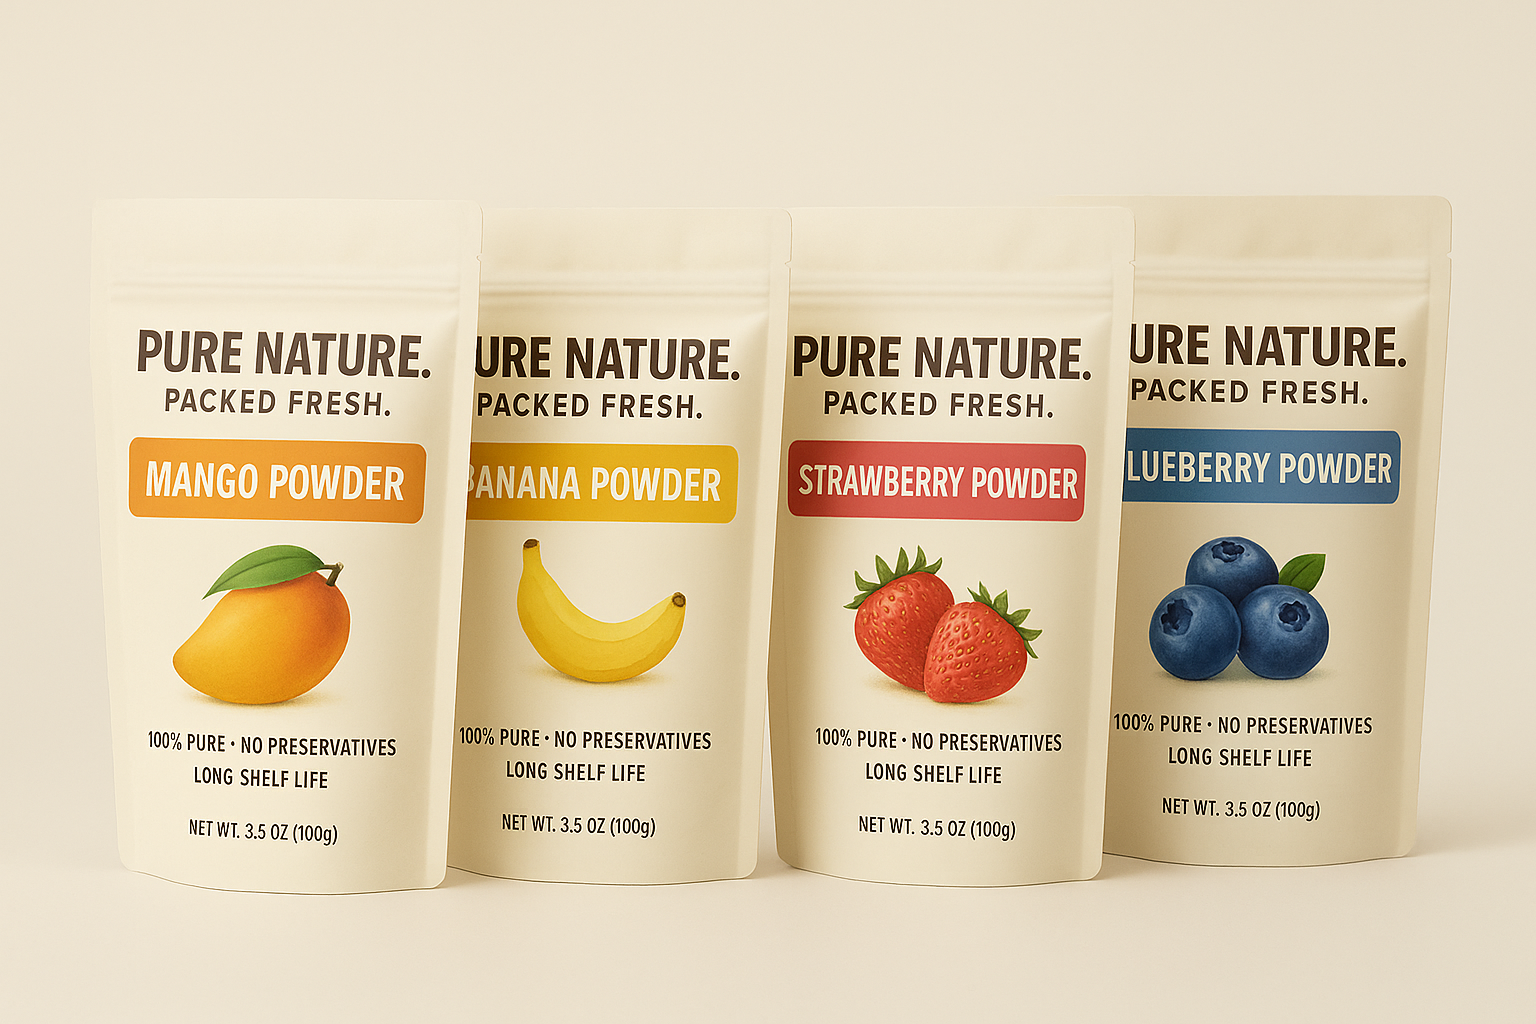 PURE NATURE.
PACKED FRESH.
MANGO POWDER
100% PURE • NO PRESERVATIVES
LONG SHELF LIFE
NET WT. 3.5 OZ (100g)
URE NATURE.
PACKED FRESH.
BANANA POWDER
100% PURE • NO PRESERVATIVES
LONG SHELF LIFE
NET WT. 3.5 OZ (100g)
PURE NATURE.
PACKED FRESH.
STRAWBERRY POWDER
100% PURE • NO PRESERVATIVES
LONG SHELF LIFE
NET WT. 3.5 OZ (100g)
URE NATURE.
PACKED FRESH.
LUEBERRY POWDER
100% PURE • NO PRESERVATIVES
LONG SHELF LIFE
NET WT. 3.5 OZ (100g)